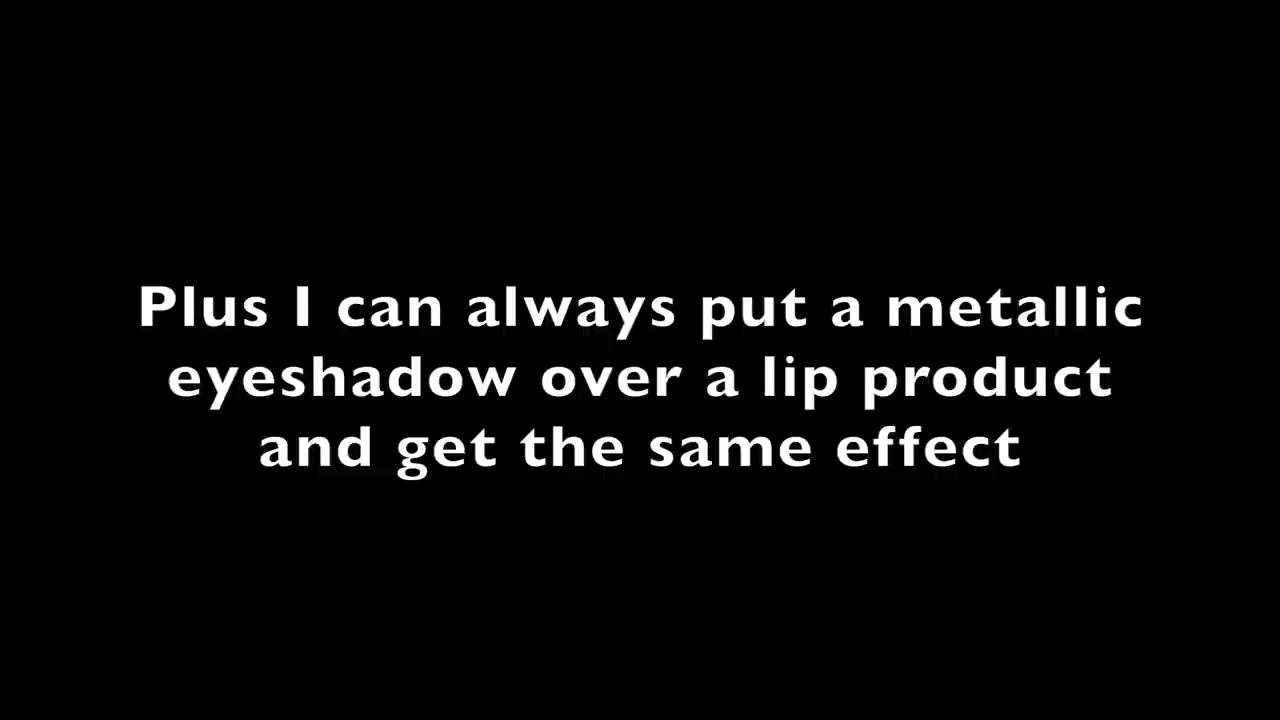 Plus I can always put a metallic
eyeshadow over a lip product
and get the same effect